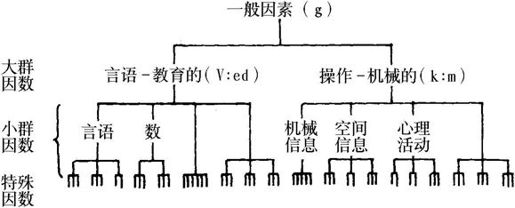 一般因素（g）
大群
因数
言语－教育的(V:ed)
操作－机械的(k:m)
小群
因数
言语
数
机械
信息
空间
信息
心理
活动
特殊
因数